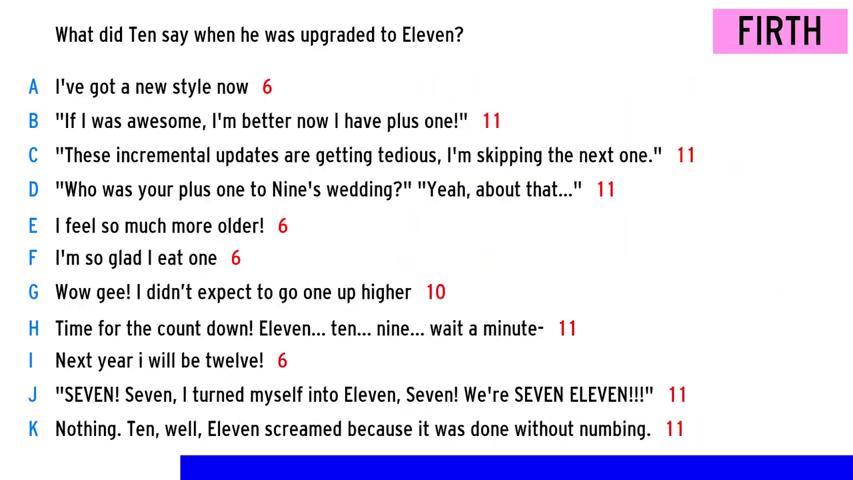 What did Ten say when he was upgraded to Eleven?
FIRTH
A I've got a new style now 6
B "If I was awesome, I'm better now I have plus one!" 11
C "These incremental updates are getting tedious, I'm skipping the next one." 11
D "Who was your plus one to Nine's wedding?" "Yeah, about that..." 11
E I feel so much more older! 6
F I'm so glad I eat one 6
G Wow gee! I didn’t expect to go one up higher 10
H Time for the count down! Eleven... ten... nine... wait a minute- 11
I Next year i will be twelve! 6
J "SEVEN! Seven, I turned myself into Eleven, Seven! We're SEVEN ELEVEN!!!" 11
K Nothing. Ten, well, Eleven screamed because it was done without numbing. 11